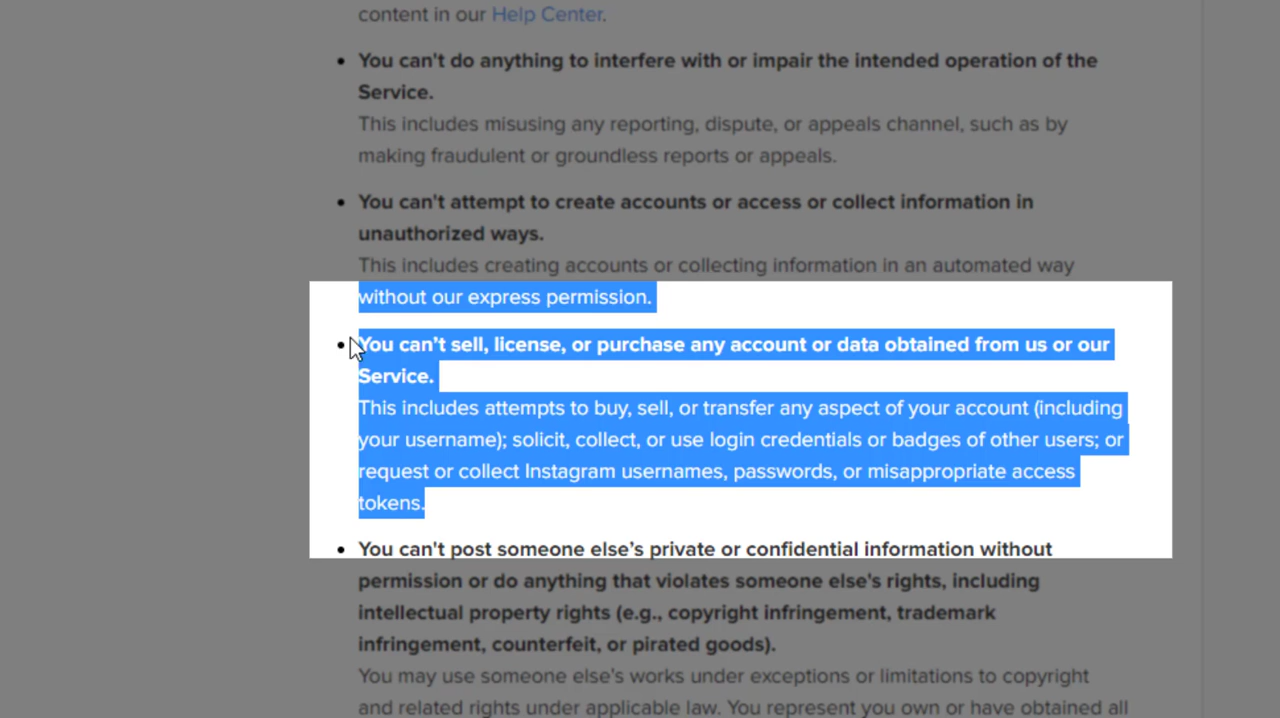 content in our Help Center.
• You can't do anything to interfere with or impair the intended operation of the
Service.
This includes misusing any reporting, dispute, or appeals channel, such as by
making fraudulent or groundless reports or appeals.
• You can't attempt to create accounts or access or collect information in
unauthorized ways.
This includes creating accounts or collecting information in an automated way
without our express permission.
• You can’t sell, license, or purchase any account or data obtained from us or our
Service.
This includes attempts to buy, sell, or transfer any aspect of your account (including
your username); solicit, collect, or use login credentials or badges of other users; or
request or collect Instagram usernames, passwords, or misappropriate access
tokens.
• You can't post someone else’s private or confidential information without
permission or do anything that violates someone else's rights, including
intellectual property rights (e.g., copyright infringement, trademark
infringement, counterfeit, or pirated goods).
You may use someone else's works under exceptions or limitations to copyright
and related rights under applicable law. You represent you own or have obtained all